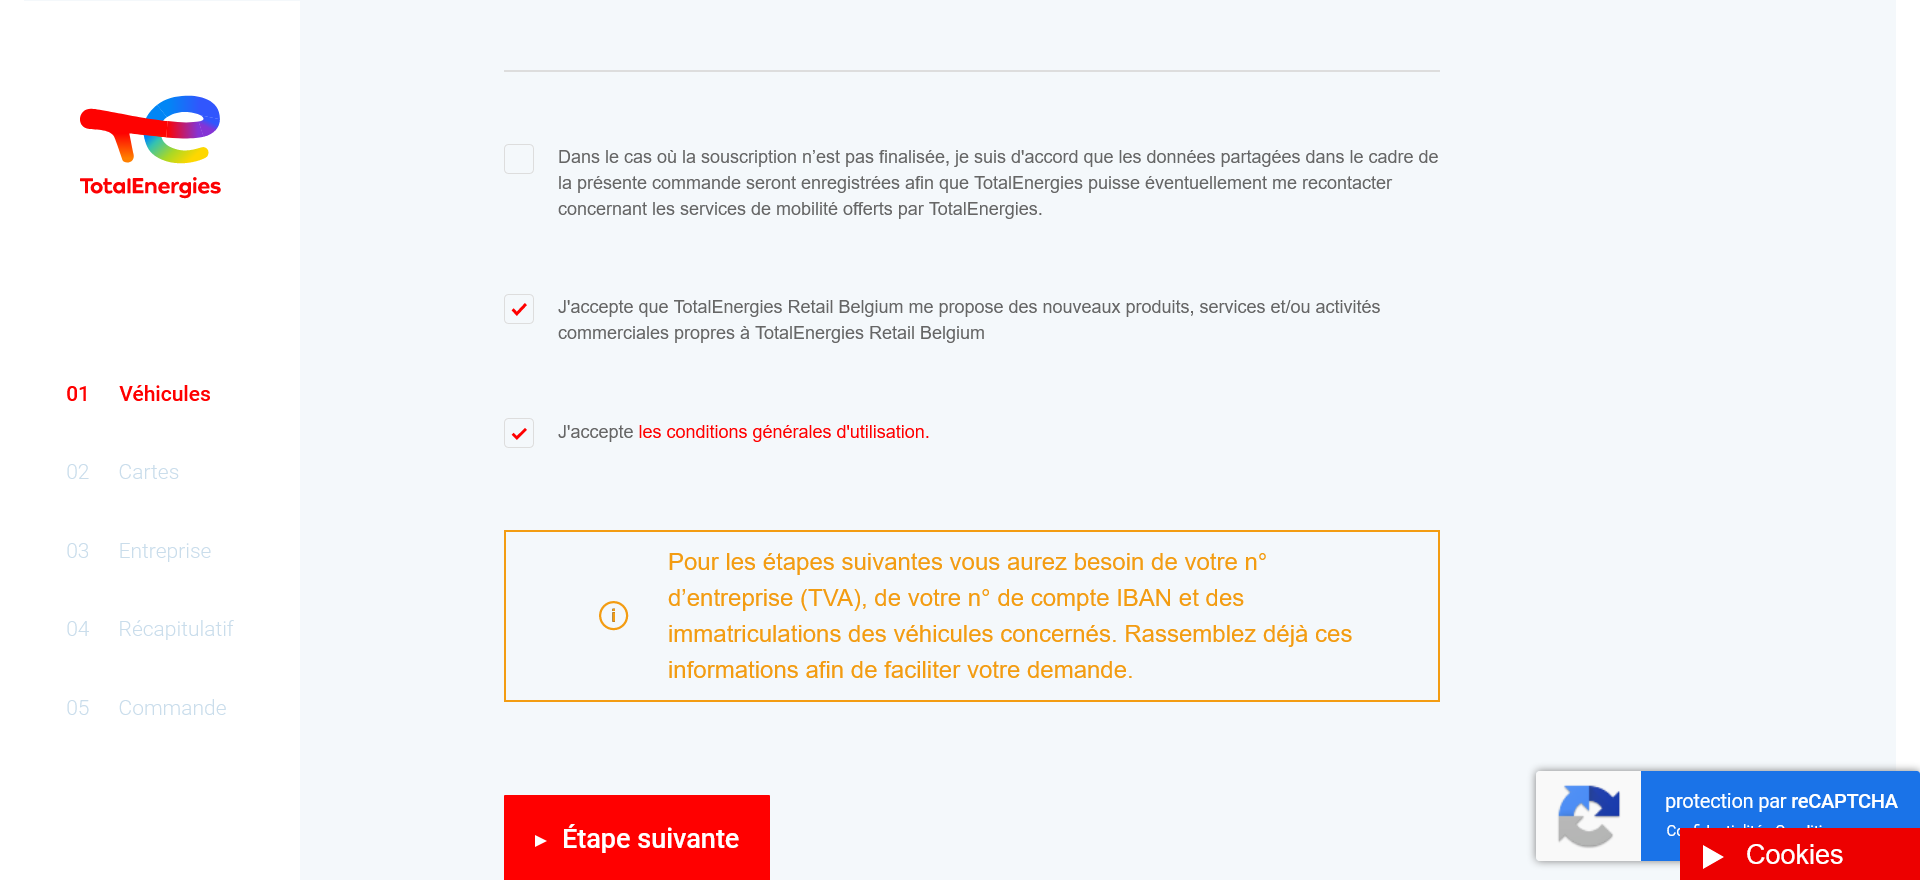 TotalEnergies
01 Véhicules
02 Cartes
03 Entreprise
04 Récapitulatif
05 Commande
Dans le cas où la souscription n’est pas finalisée, je suis d'accord que les données partagées dans le cadre de
la présente commande seront enregistrées afin que TotalEnergies puisse éventuellement me recontacter
concernant les services de mobilité offerts par TotalEnergies.
J'accepte que TotalEnergies Retail Belgium me propose des nouveaux produits, services et/ou activités
commerciales propres à TotalEnergies Retail Belgium
J'accepte les conditions générales d'utilisation.
Pour les étapes suivantes vous aurez besoin de votre n°
d’entreprise (TVA), de votre n° de compte IBAN et des
immatriculations des véhicules concernés. Rassemblez déjà ces
informations afin de faciliter votre demande.
Étape suivante
protection par reCAPTCHA
Cookies